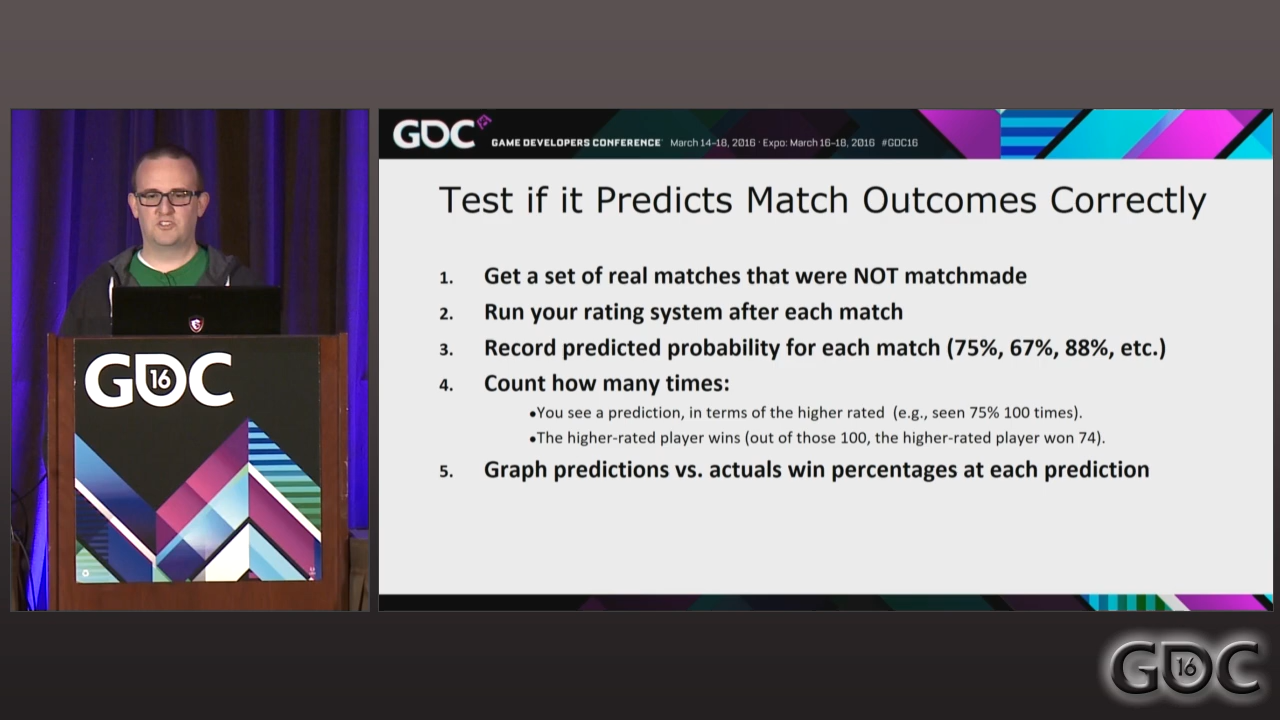 GDC
GAME DEVELOPERS CONFERENCE March 14-18, 2016 · Expo: March 16-18, 2016 #GDC16
Test if it Predicts Match Outcomes Correctly
1. Get a set of real matches that were NOT matchmade
2. Run your rating system after each match
3. Record predicted probability for each match (75%, 67%, 88%, etc.)
4. Count how many times:
•You see a prediction, in terms of the higher rated (e.g., seen 75% 100 times).
•The higher-rated player wins (out of those 100, the higher-rated player won 74).
5. Graph predictions vs. actuals win percentages at each prediction
GDC
16
GDC
16